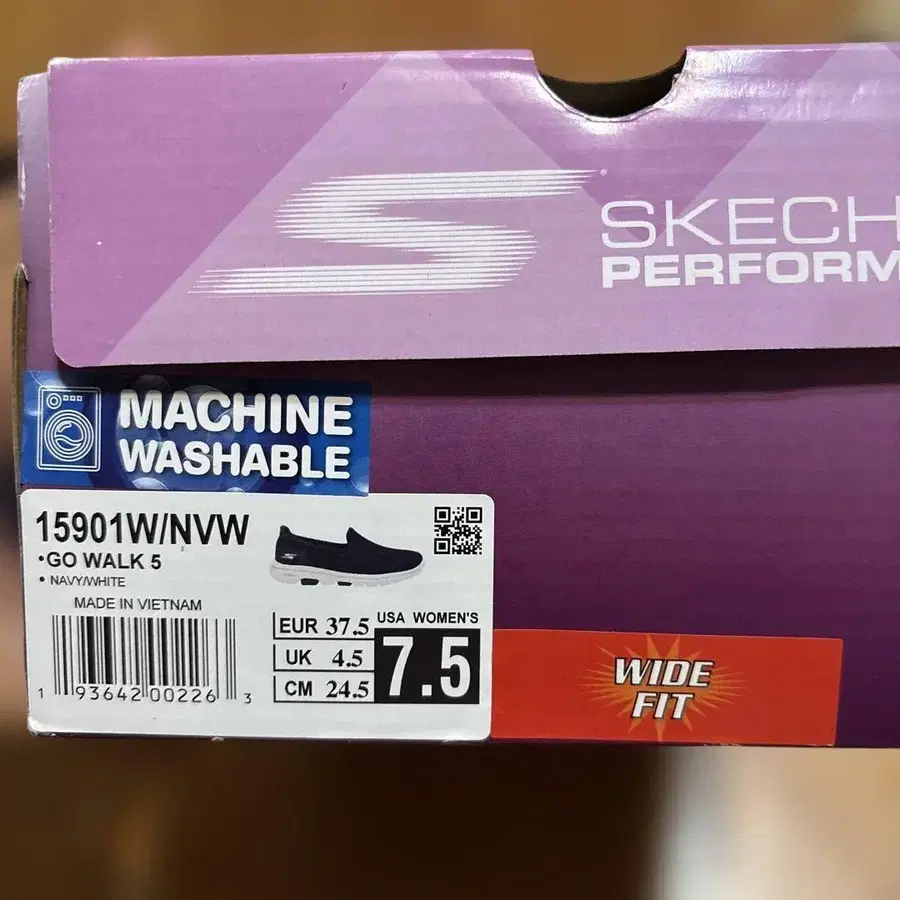 SKECH
PERFORM
MACHINE
WASHABLE
15901W/NVW
•GO WALK 5
• NAVY/WHITE
MADE IN VIETNAM
1 93642 00226 3
EUR 37.5
UK 4.5
CM 24.5
USA WOMEN'S
7.5
WIDE
FIT